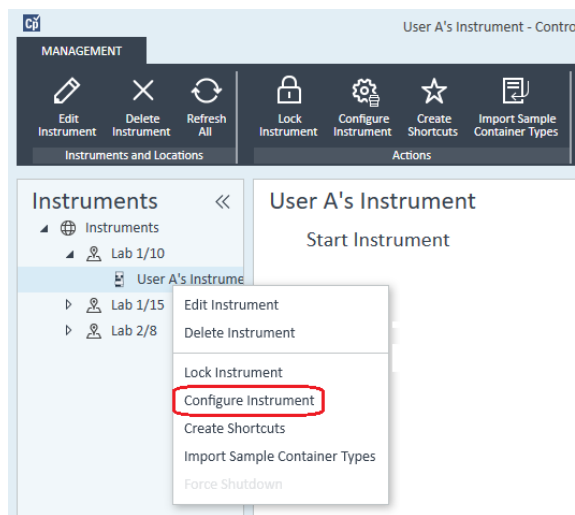 Cp
User A's Instrument - Contro
MANAGEMENT
Edit Instrument
Delete Instrument
Refresh All
Lock Instrument
Configure Instrument
Create Shortcuts
Import Sample Container Types
Instruments and Locations
Actions
Instruments
Instruments
Lab 1/10
User A's Instrume
Lab 1/15
Lab 2/8
User A's Instrument
Start Instrument
Edit Instrument
Delete Instrument
Lock Instrument
Configure Instrument
Create Shortcuts
Import Sample Container Types
Force Shutdown